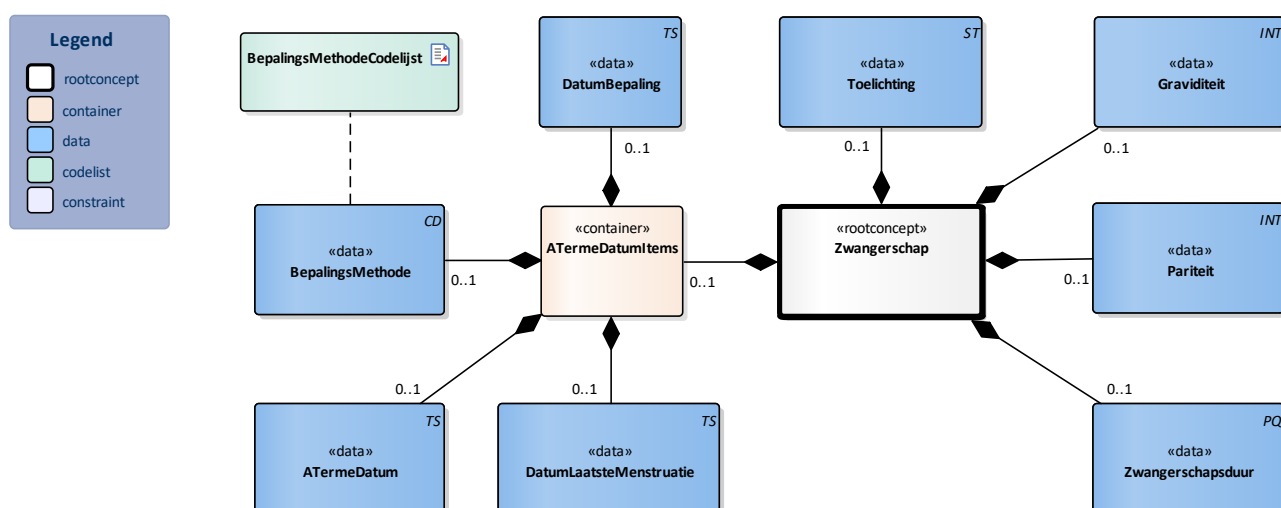 Legend
rootconcept
container
data
codelist
constraint
BepalingsMethodeCodelijst
TS
«data»
DatumBepaling
0..1
ST
«data»
Toelichting
0..1
INT
«data»
Graviditeit
0..1
CD
«data»
BepalingsMethode
0..1
«container»
ATermeDatumItems
0..1
«rootconcept»
Zwangerschap
INT
«data»
Pariteit
0..1
0..1
TS
«data»
ATermeDatum
0..1
TS
«data»
DatumLaatsteMenstruatie
0..1
PQ
«data»
Zwangerschapsduur